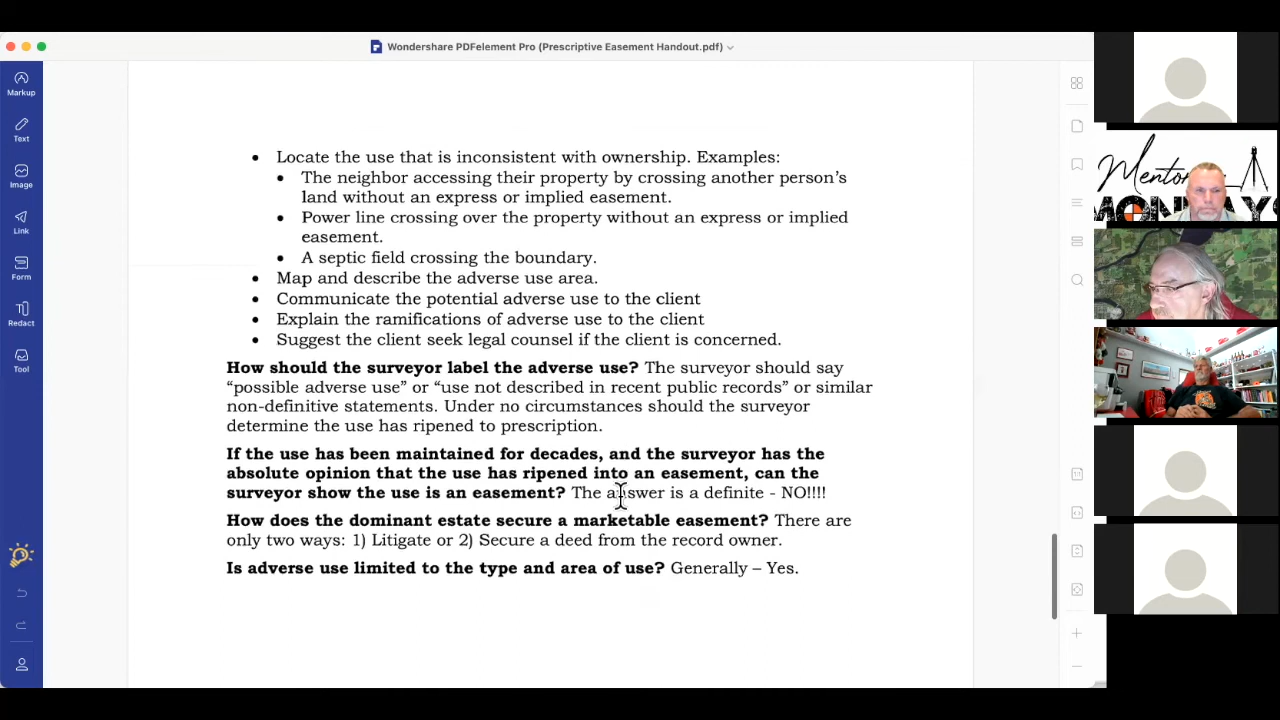 Wondershare PDFelement Pro (Prescriptive Easement Handout.pdf)
Markup
Text
Image
Link
Form
Redact
Tool
• Locate the use that is inconsistent with ownership. Examples:
• The neighbor accessing their property by crossing another person’s
land without an express or implied easement.
• Power line crossing over the property without an express or implied
easement.
• A septic field crossing the boundary.
• Map and describe the adverse use area.
• Communicate the potential adverse use to the client
• Explain the ramifications of adverse use to the client
• Suggest the client seek legal counsel if the client is concerned.
How should the surveyor label the adverse use? The surveyor should say
“possible adverse use” or “use not described in recent public records” or similar
non-definitive statements. Under no circumstances should the surveyor
determine the use has ripened to prescription.
If the use has been maintained for decades, and the surveyor has the
absolute opinion that the use has ripened into an easement, can the
surveyor show the use is an easement? The answer is a definite - NO!!!!
How does the dominant estate secure a marketable easement? There are
only two ways: 1) Litigate or 2) Secure a deed from the record owner.
Is adverse use limited to the type and area of use? Generally – Yes.